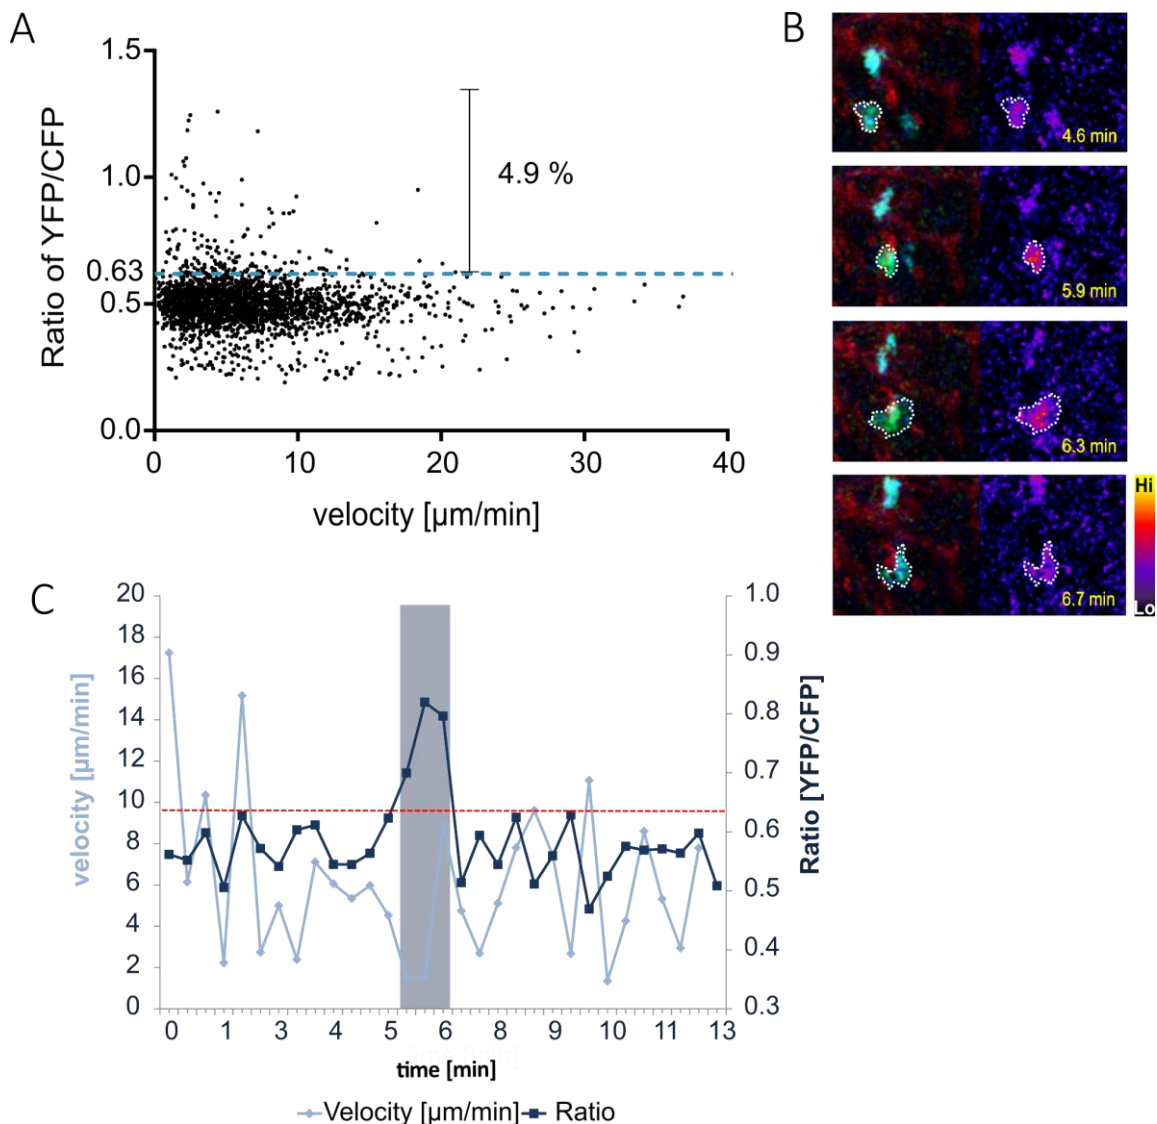 A
1.5
1.0
0.63
0.5
0.0
Ratio of YFP/CFP
4.9 %
0 10 20 30 40
velocity [µm/min]
B
4.6 min
5.9 min
6.3 min
6.7 min
Hi
Lo
C
20
18
16
14
12
10
8
6
4
2
0
velocity [µm/min]
1.0
0.9
0.8
0.7
0.6
0.5
0.4
0.3
Ratio [YFP/CFP]
0 1 3 4 5 6 8 9 10 11 13
time [min]
time [min]
Velocity [µm/min] Ratio